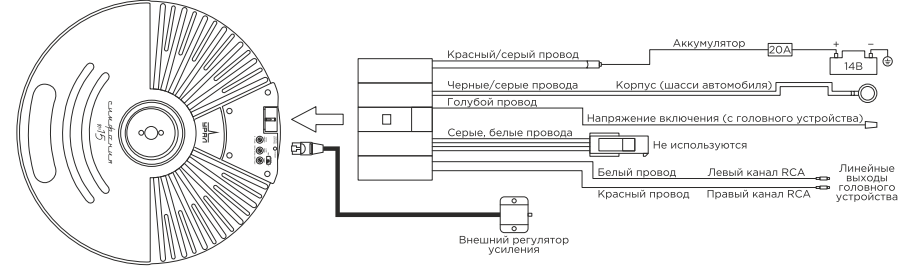 Красный/серый провод
Аккумулятор
20А
+ −
14В
Черные/серые провода
Корпус (шасси автомобиля)
Голубой провод
Напряжение включения (с головного устройства)
Серые, белые провода
Не используются
Белый провод
Левый канал RCA
Красный провод
Правый канал RCA
Линейные
выходы
головного
устройства
Внешний регулятор
усиления
УРАЛ